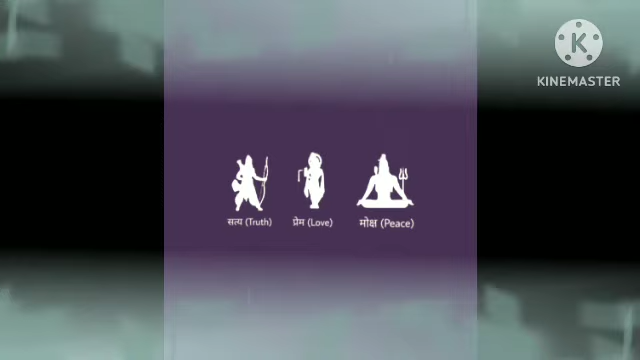 KINEMASTER
सत्य (Truth) प्रेम (Love) मोक्ष (Peace)